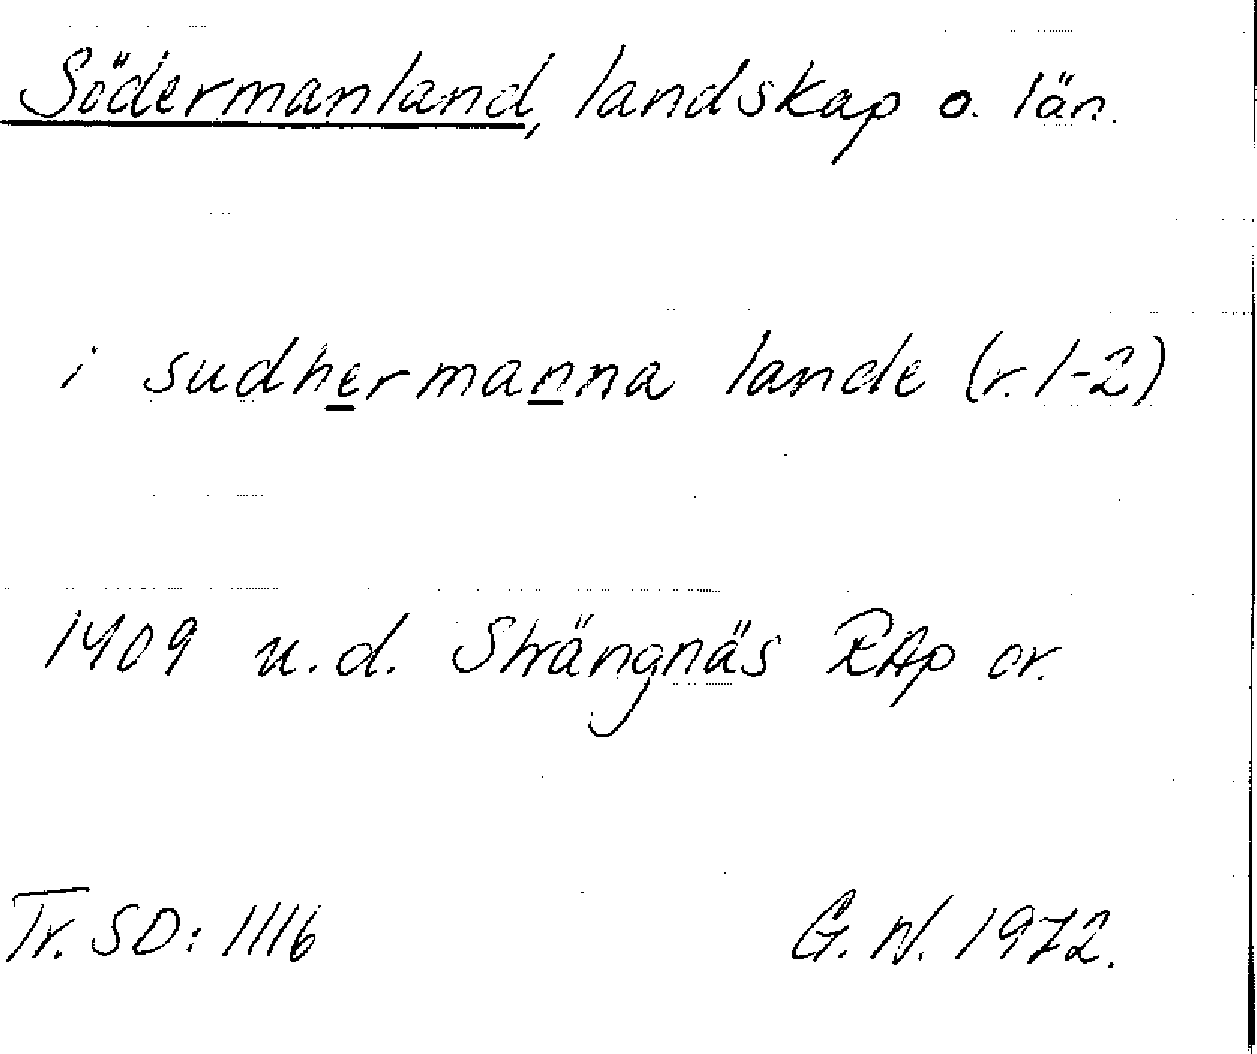 Södermanland, landskap o. län.
i sudhermanna lande (r. 1-2)
1409 u.d. Strängnäs RAp or.
Tr. SD: 1116 G. N. 1972.